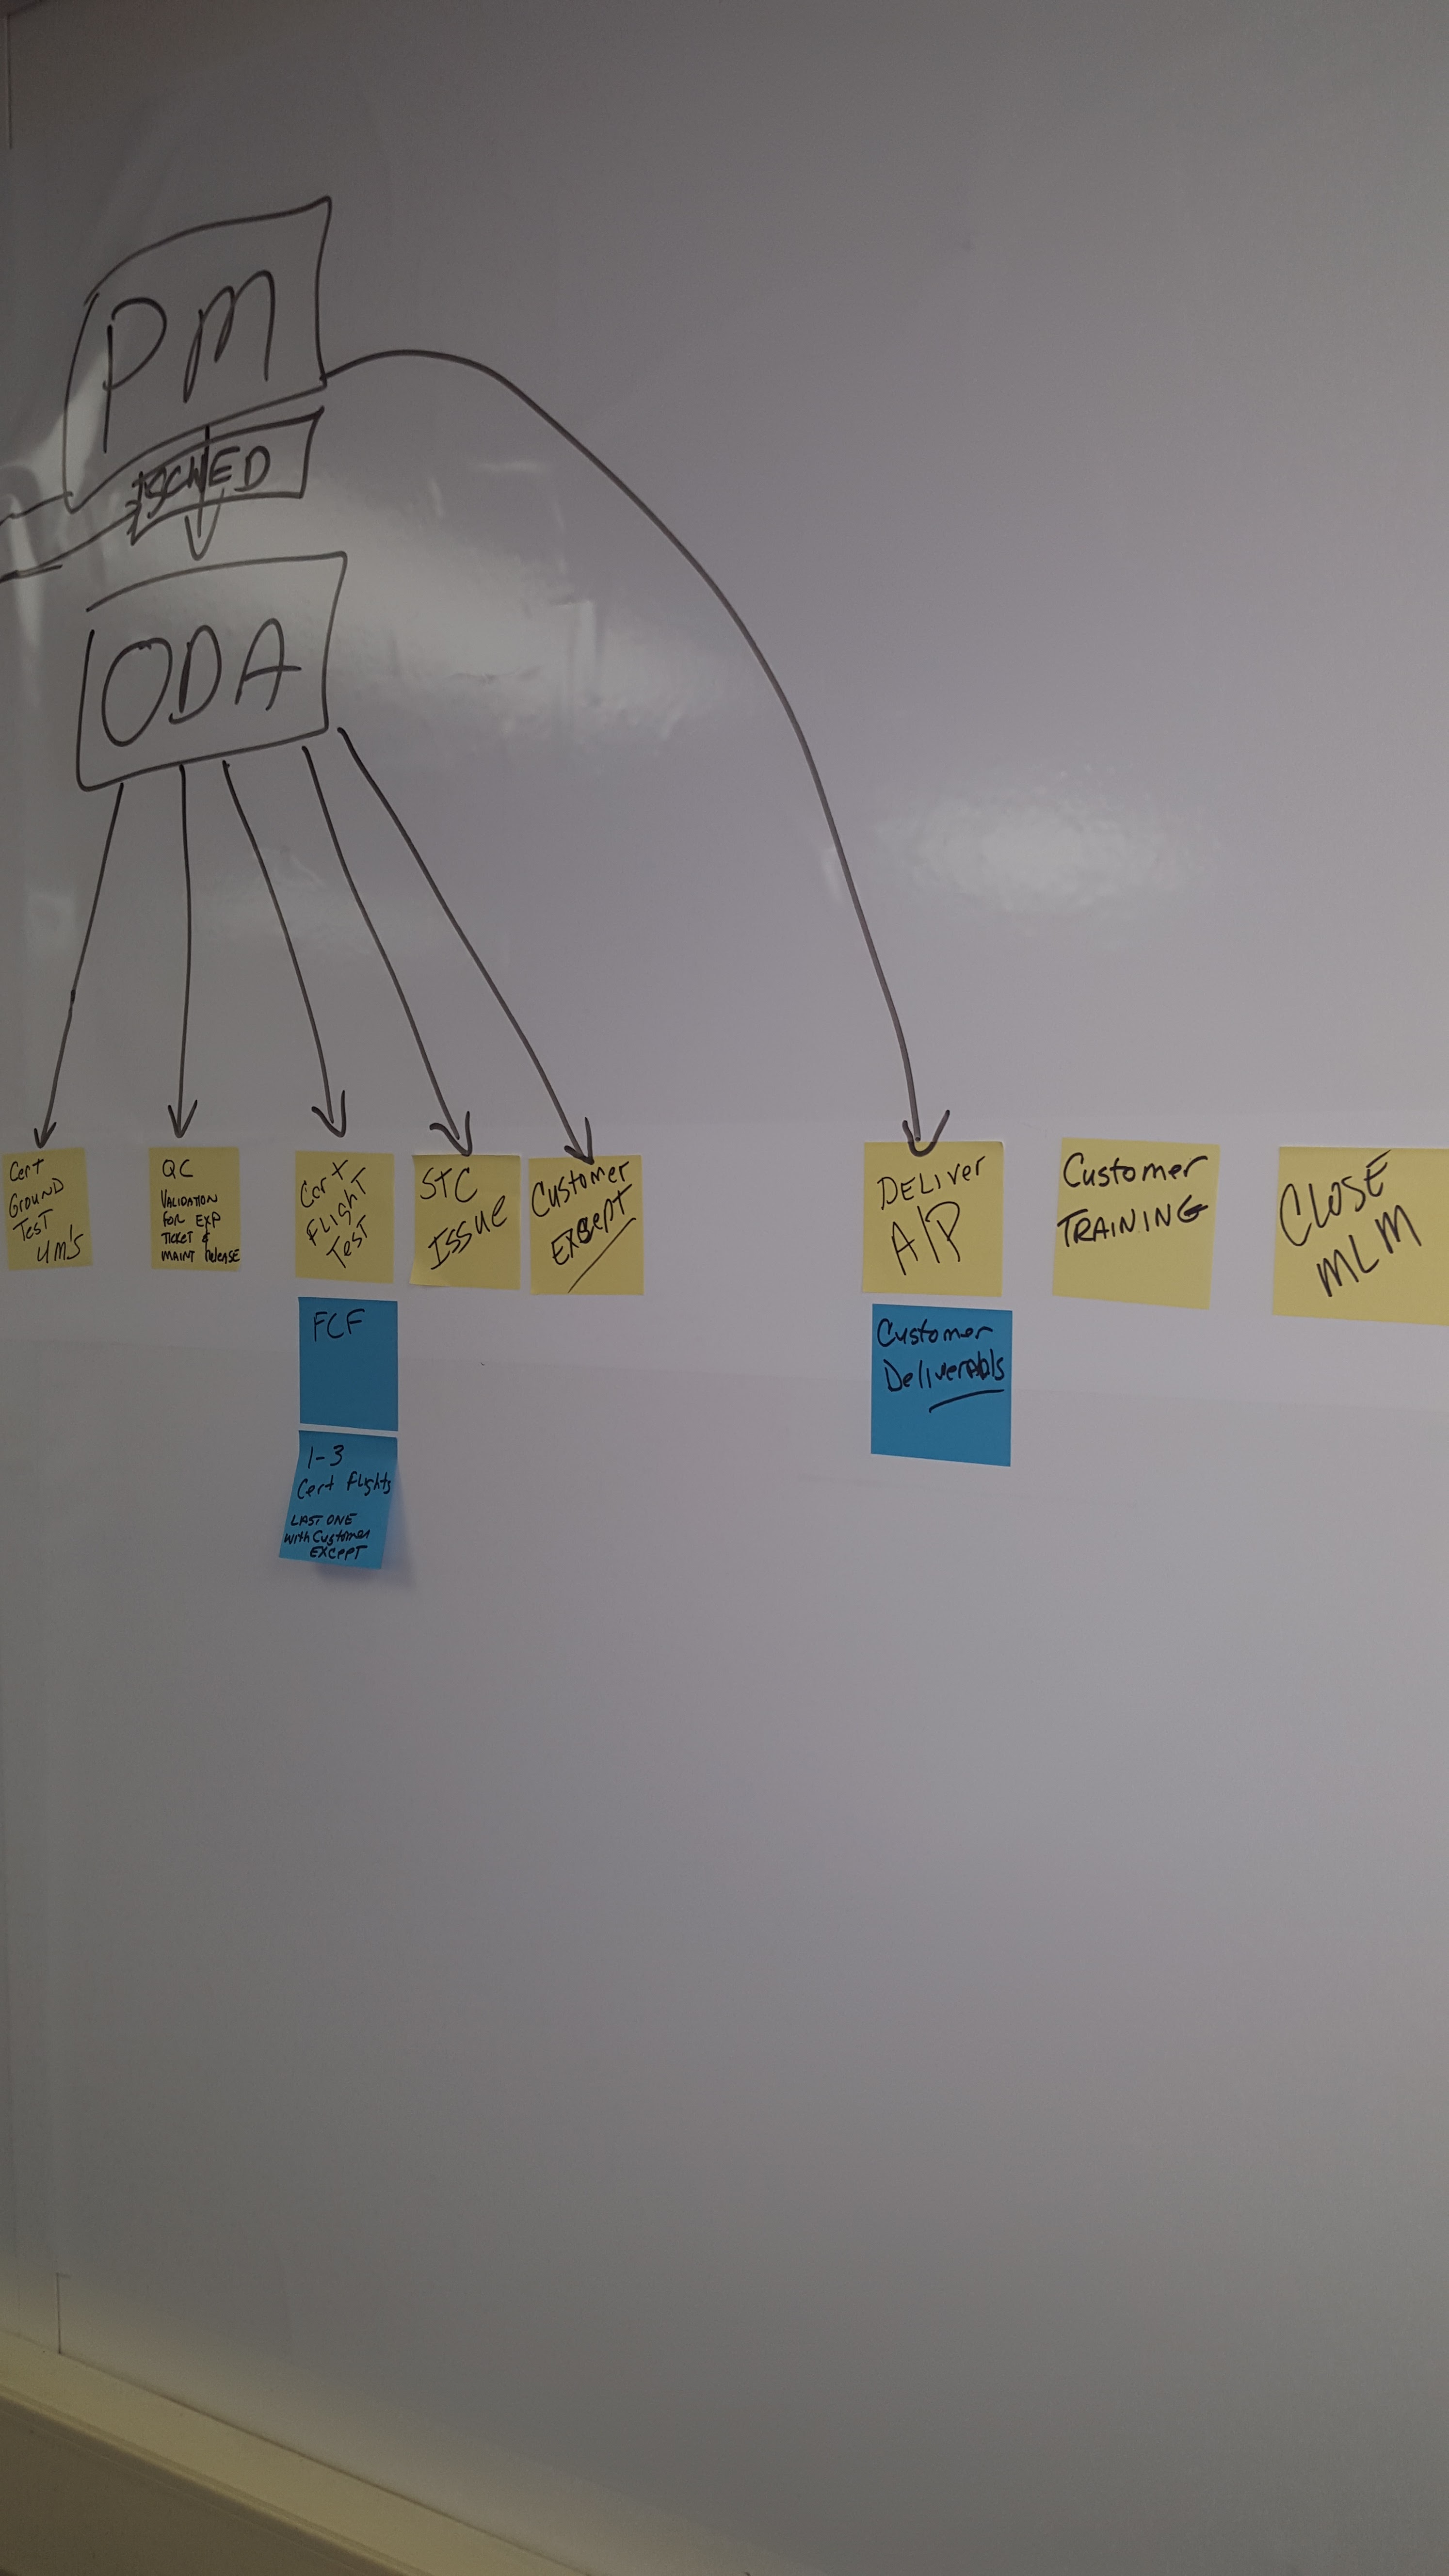 PM
SCHED
ODA
Cert
GROUND
TEST
QC
VALIDATION
FOR EXP
TICKET &
MAINT RELEASE
Cert
FLIGHT
TEST
STC
ISSUE
Customer
EXCEPT
DELIVER
A/P
Customer
TRAINING
CLOSE
MLM
FCF
1-3
Cert flights
LAST ONE
with Customer
EXCEPT
Customer
Deliverabls